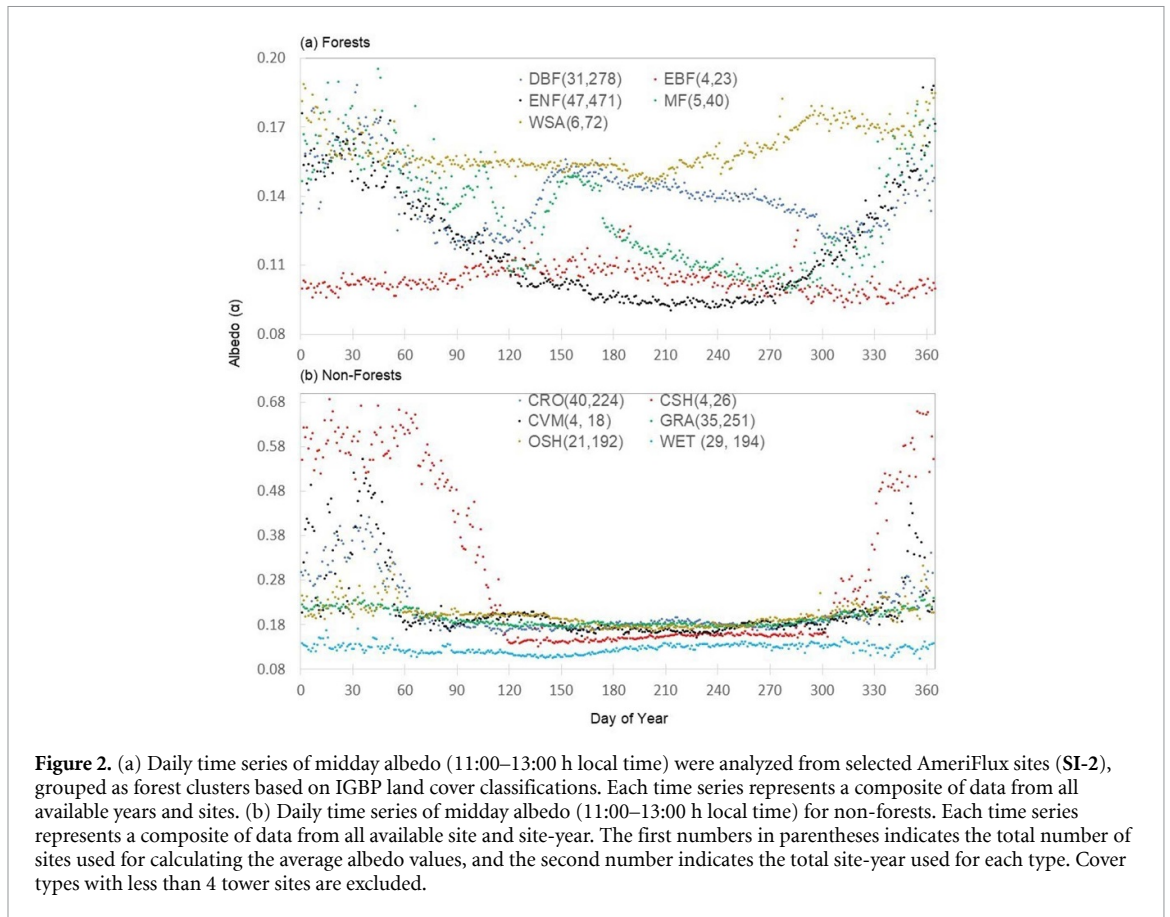 (a) Forests
0.20
0.17
0.14
0.11
0.08
DBF(31,278) EBF(4,23)
ENF(47,471) MF(5,40)
WSA(6,72)
0 30 60 90 120 150 180 210 240 270 300 330 360
Albedo (α)
(b) Non-Forests
0.68
0.58
0.48
0.38
0.28
0.18
0.08
CRO(40,224) CSH(4,26)
CVM(4, 18) GRA(35,251)
OSH(21,192) WET (29, 194)
0 30 60 90 120 150 180 210 240 270 300 330 360
Day of Year
Figure 2. (a) Daily time series of midday albedo (11:00–13:00 h local time) were analyzed from selected AmeriFlux sites (SI-2),
grouped as forest clusters based on IGBP land cover classifications. Each time series represents a composite of data from all
available years and sites. (b) Daily time series of midday albedo (11:00–13:00 h local time) for non-forests. Each time series
represents a composite of data from all available site and site-year. The first numbers in parentheses indicates the total number of
sites used for calculating the average albedo values, and the second number indicates the total site-year used for each type. Cover
types with less than 4 tower sites are excluded.